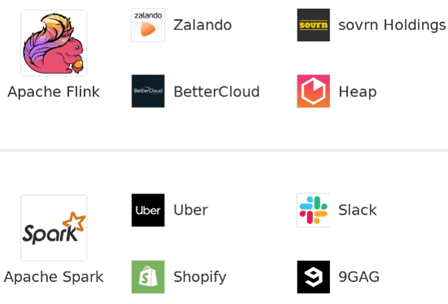 zalando
Zalando
sovrn
sovrn Holdings
Apache Flink
BetterCloud
BetterCloud
Heap
Spark
Uber
Uber
Slack
Apache Spark
Shopify
9GAG